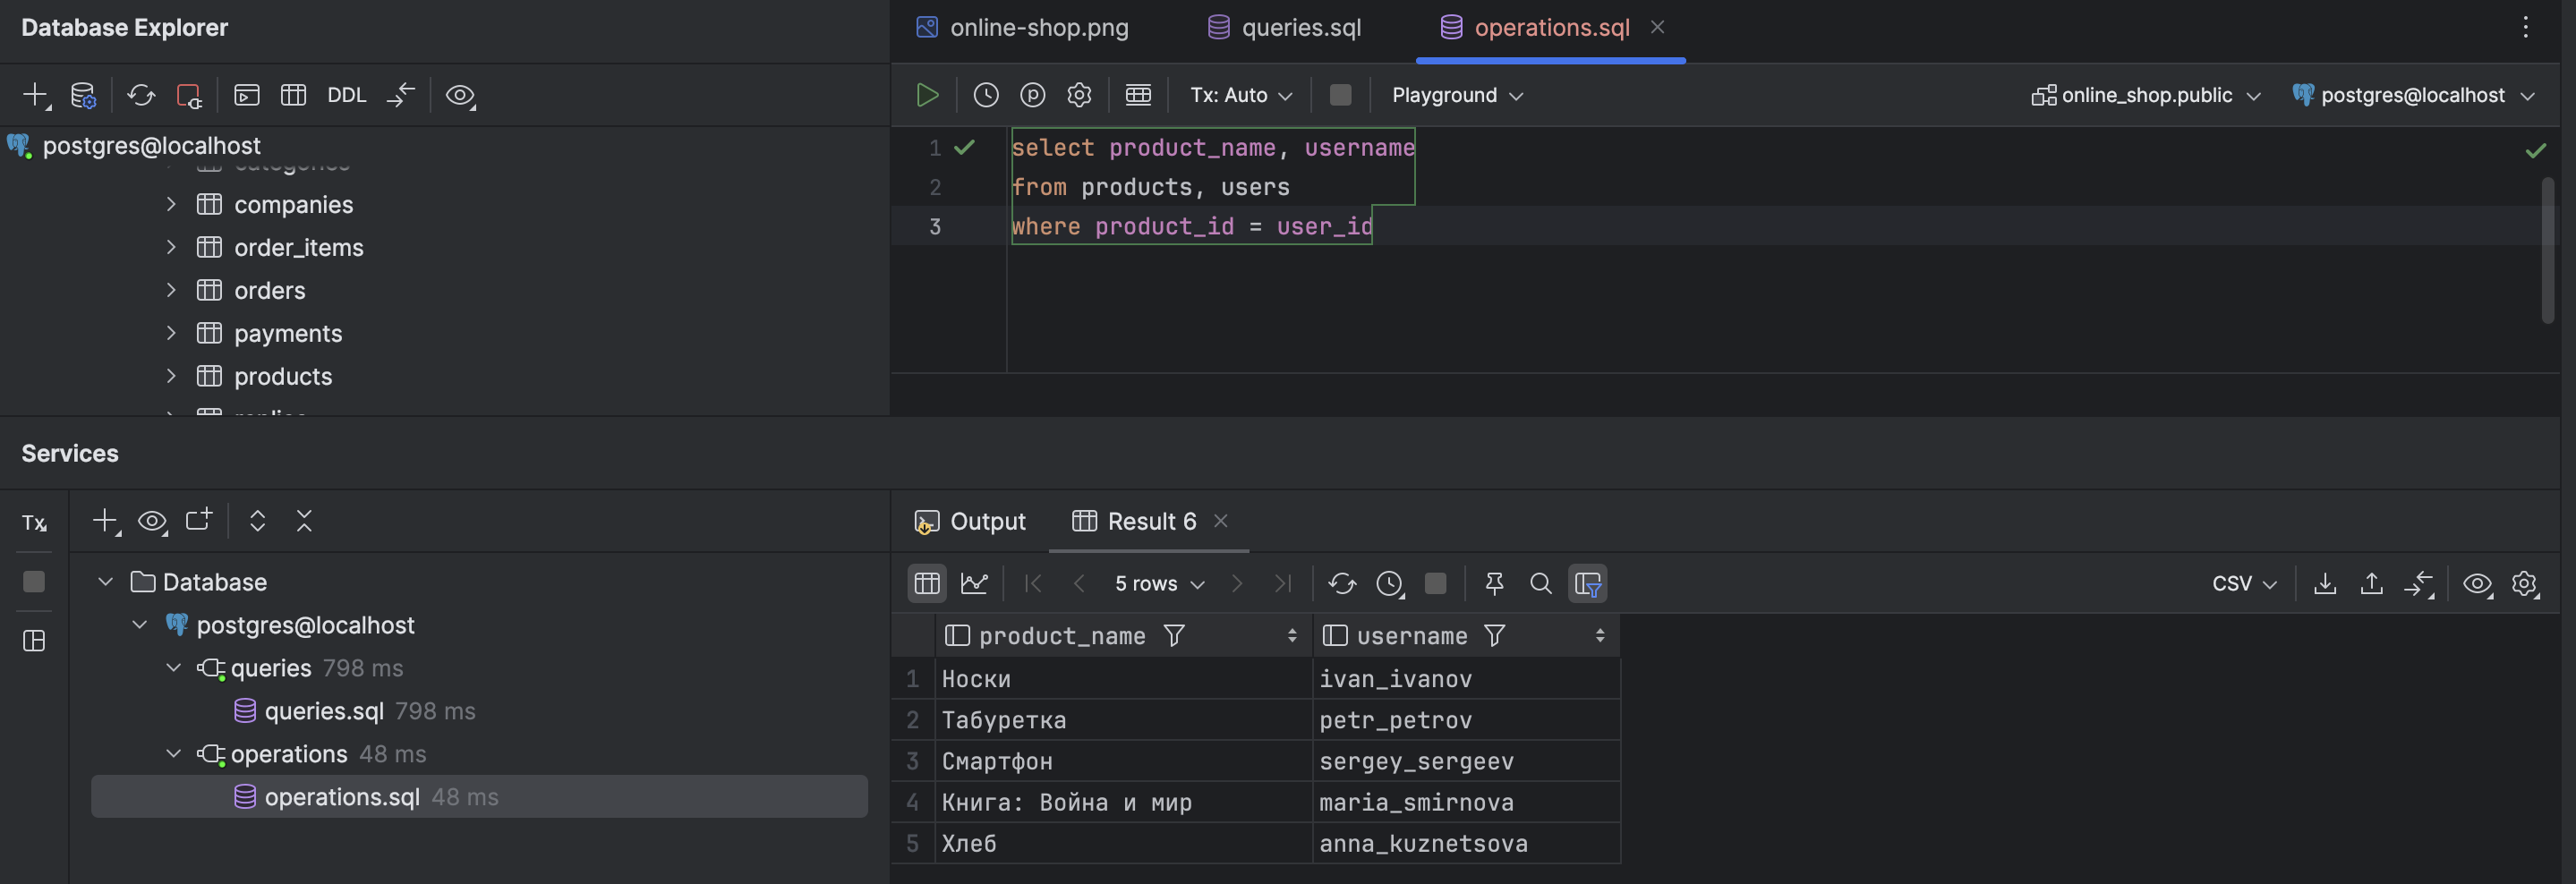 Database Explorer
online-shop.png
queries.sql
operations.sql
DDL
Tx: Auto
Playground
online_shop.public
postgres@localhost
postgres@localhost
categories
companies
order_items
orders
payments
products
1
2
3
select product_name, username
from products, users
where product_id = user_id
Services
Tx
Output
Result 6
Database
postgres@localhost
queries 798 ms
queries.sql 798 ms
operations 48 ms
operations.sql 48 ms
5 rows
CSV
product_name username
1 Носки ivan_ivanov
2 Табуретка petr_petrov
3 Смартфон sergey_sergeev
4 Книга: Война и мир maria_smirnova
5 Хлеб anna_kuznetsova